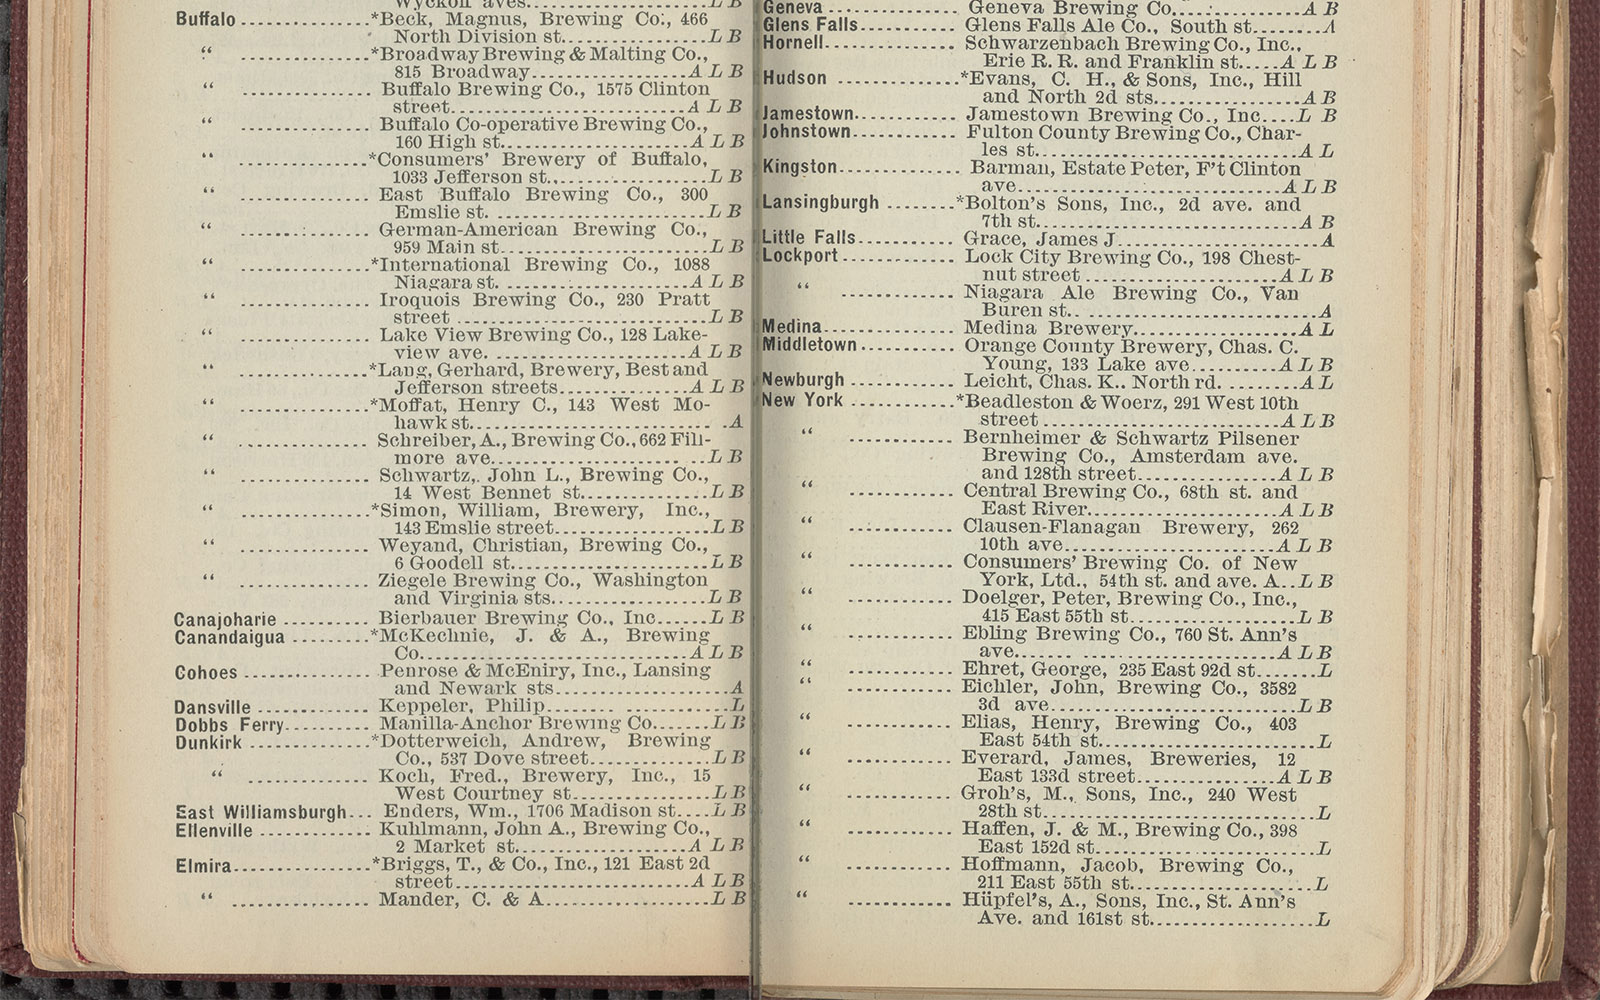 Wyckoff aves. L B
Buffalo ............... *Beck, Magnus, Brewing Co., 466
North Division st. L B
“ *Broadway Brewing & Malting Co.,
815 Broadway. A L B
“ Buffalo Brewing Co., 1575 Clinton
street. A L B
“ Buffalo Co-operative Brewing Co.,
160 High st. A L B
“ *Consumers’ Brewery of Buffalo,
1033 Jefferson st. L B
“ East Buffalo Brewing Co., 300
Emslie st. L B
“ German-American Brewing Co.,
959 Main st. L B
“ *International Brewing Co., 1088
Niagara st. A L B
“ Iroquois Brewing Co., 230 Pratt
street L B
“ Lake View Brewing Co., 128 Lake-
view ave. A L B
“ *Lang, Gerhard, Brewery, Best and
Jefferson streets. A L B
“ *Moffat, Henry C., 143 West Mo-
hawk st. A
“ Schreiber, A., Brewing Co., 662 Fill-
more ave. L B
“ Schwartz, John L., Brewing Co.,
14 West Bennet st. L B
“ *Simon, William, Brewery, Inc.,
143 Emslie street. L B
“ Weyand, Christian, Brewing Co.,
6 Goodell st. L B
“ Ziegele Brewing Co., Washington
and Virginia sts. L B
Canajoharie ............ Bierbauer Brewing Co., Inc. L B
Canandaigua ......... *McKechnie, J. & A., Brewing
Co. A L B
Cohoes ................. Penrose & McEniry, Inc., Lansing
and Newark sts. A
Dansville ............... Keppeler, Philip. L
Dobbs Ferry............ Manilla-Anchor Brewing Co. L B
Dunkirk ............... *Dotterweich, Andrew, Brewing
Co., 537 Dove street. L B
“ Koch, Fred., Brewery, Inc., 15
West Courtney st. L B
East Williamsburgh... Enders, Wm., 1706 Madison st. L B
Ellenville ............... Kuhlmann, John A., Brewing Co.,
2 Market st. A L B
Elmira.................. *Briggs, T., & Co., Inc., 121 East 2d
street. A L B
“ Mander, C. & A. L B
Geneva ............... Geneva Brewing Co. A B
Glens Falls............ Glens Falls Ale Co., South st. A
Hornell.................. Schwarzenbach Brewing Co., Inc.,
Erie R. R. and Franklin st. A L B
Hudson ............... *Evans, C. H., & Sons, Inc., Hill
and North 2d sts. A B
Jamestown............ Jamestown Brewing Co., Inc. L B
Johnstown............ Fulton County Brewing Co., Char-
les st. A L
Kingston............... Barman, Estate Peter, F’t Clinton
ave. A L B
Lansingburgh ........ *Bolton’s Sons, Inc., 2d ave. and
7th st. A B
Little Falls............ Grace, James J. A
Lockport............... Lock City Brewing Co., 198 Chest-
nut street A L B
“ Niagara Ale Brewing Co., Van
Buren st. A
Medina.................. Medina Brewery. A L
Middletown............ Orange County Brewery, Chas. C.
Young, 133 Lake ave. A L B
Newburgh ............ Leicht, Chas. K.. North rd. A L
New York ............ *Beadleston & Woerz, 291 West 10th
street A L B
“ Bernheimer & Schwartz Pilsener
Brewing Co., Amsterdam ave.
and 128th street. A L B
“ Central Brewing Co., 68th st. and
East River. A L B
“ Clausen-Flanagan Brewery, 262
10th ave. A L B
“ Consumers’ Brewing Co. of New
York, Ltd., 54th st. and ave. A.. L B
“ Doelger, Peter, Brewing Co., Inc.,
415 East 55th st. L B
“ Ebling Brewing Co., 760 St. Ann’s
ave. A L B
“ Ehret, George, 235 East 92d st. L
“ Eichler, John, Brewing Co., 3582
3d ave. L B
“ Elias, Henry, Brewing Co., 403
East 54th st. L
“ Everard, James, Breweries, 12
East 133d street. A L B
“ Groh’s, M., Sons, Inc., 240 West
28th st. L
“ Haffen, J. & M., Brewing Co., 398
East 152d st. L
“ Hoffmann, Jacob, Brewing Co.,
211 East 55th st. L
“ Hüpfel’s, A., Sons, Inc., St. Ann’s
Ave. and 161st st. L